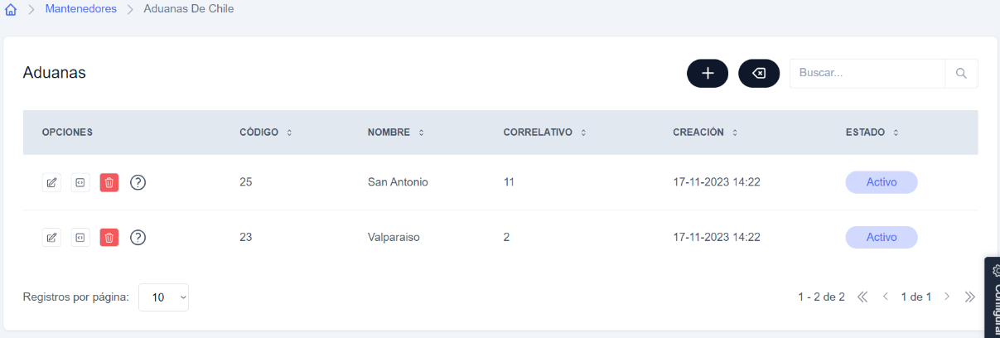 Mantenedores Aduanas De Chile
Aduanas
Buscar...
OPCIONES CÓDIGO NOMBRE CORRELATIVO CREACIÓN ESTADO
25 San Antonio 11 17-11-2023 14:22 Activo
23 Valparaiso 2 17-11-2023 14:22 Activo
Registros por página: 10 1 - 2 de 2 1 de 1
Configurar